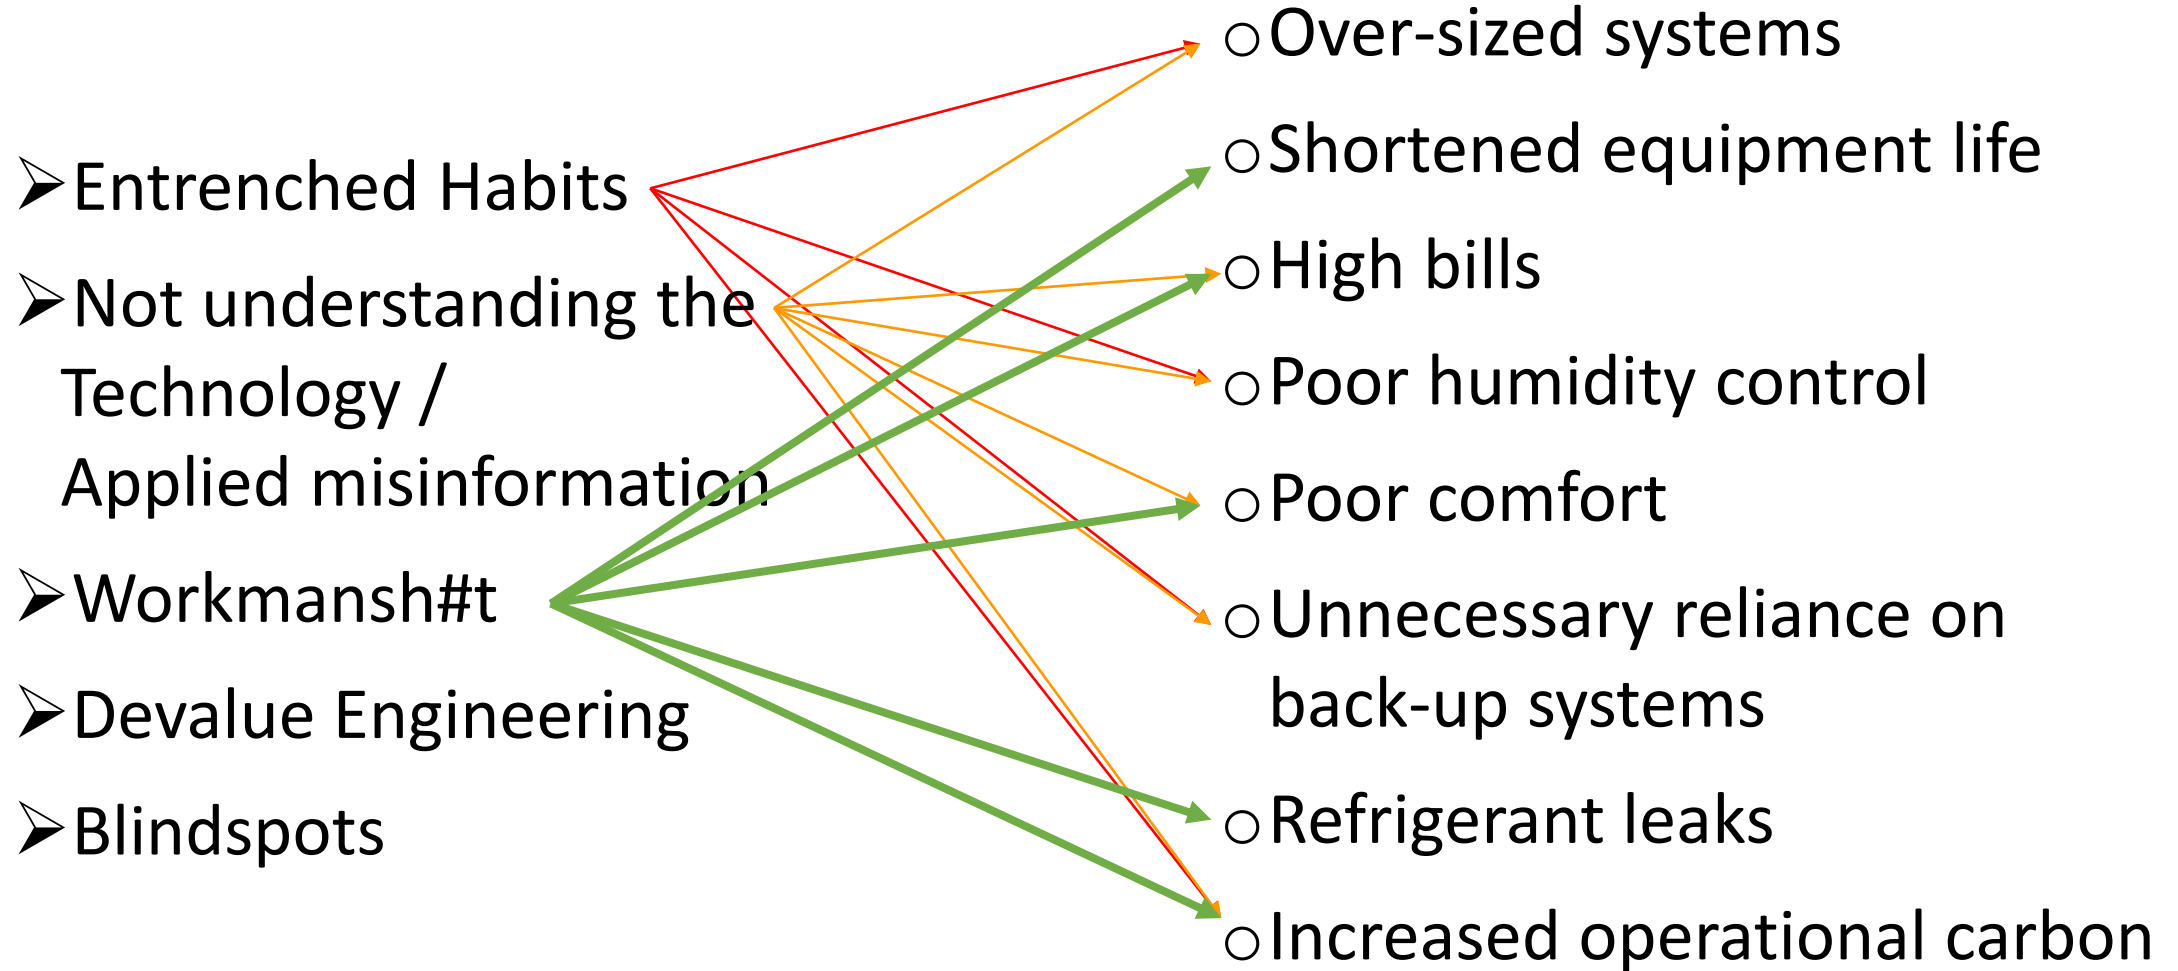 Entrenched Habits
Not understanding the
Technology /
Applied misinformation
Workmansh#t
Devalue Engineering
Blindspots
Over-sized systems
Shortened equipment life
High bills
Poor humidity control
Poor comfort
Unnecessary reliance on
back-up systems
Refrigerant leaks
Increased operational carbon